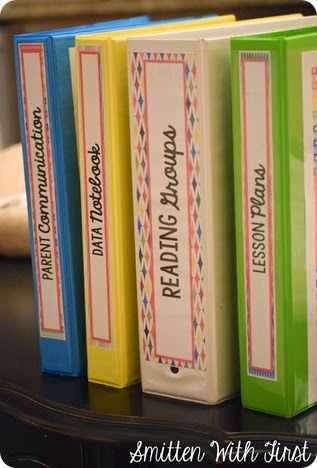 PARENT Communication
DATA Notebook
READING Groups
LESSON Plans
Smitten With First